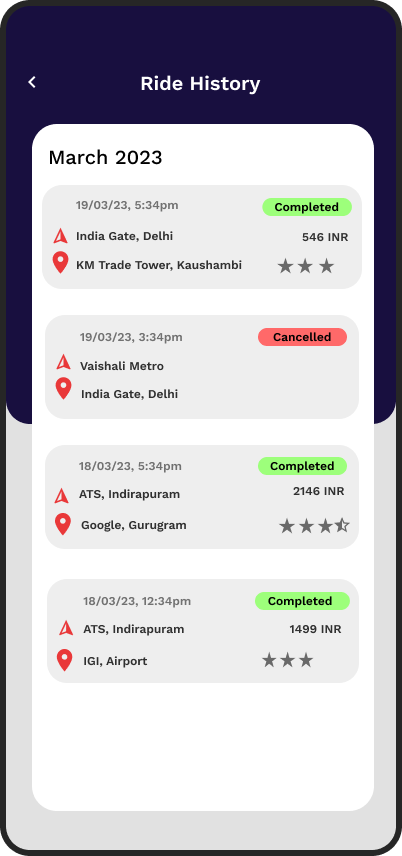 Ride History
March 2023
19/03/23, 5:34pm Completed
India Gate, Delhi 546 INR
KM Trade Tower, Kaushambi
19/03/23, 3:34pm Cancelled
Vaishali Metro
India Gate, Delhi
18/03/23, 5:34pm Completed
ATS, Indirapuram 2146 INR
Google, Gurugram
18/03/23, 12:34pm Completed
ATS, Indirapuram 1499 INR
IGI, Airport